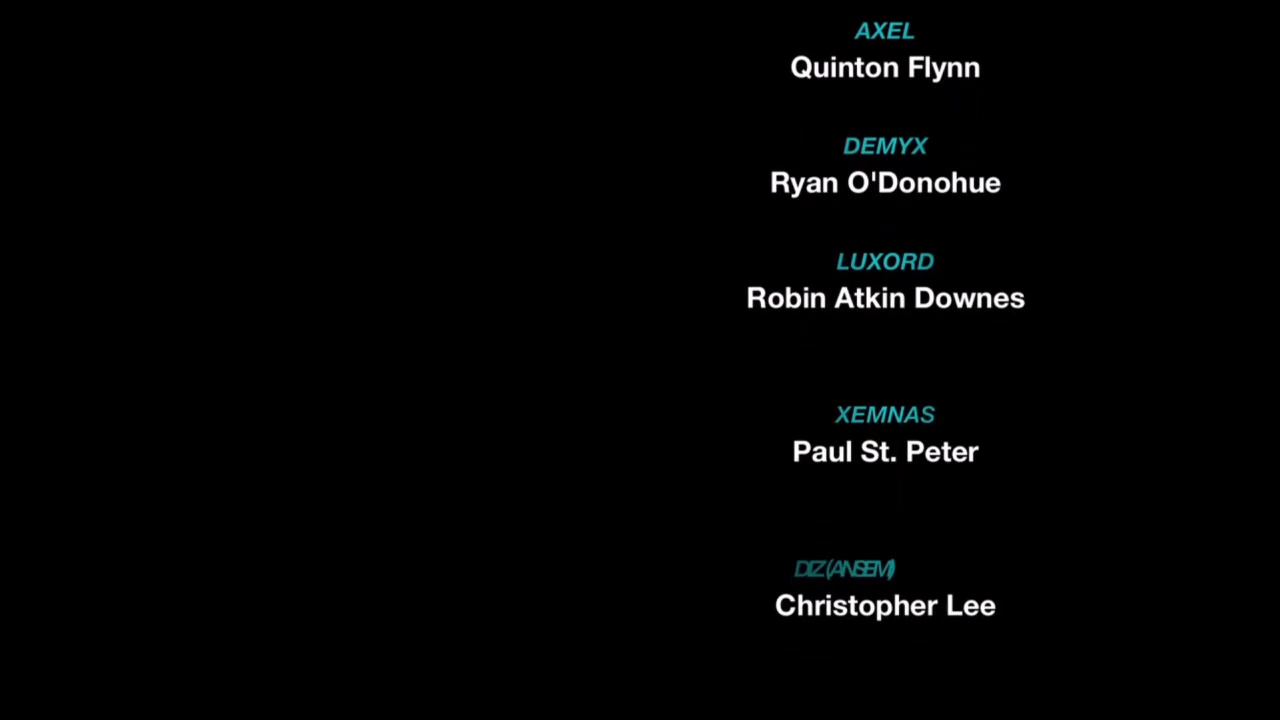 AXEL
Quinton Flynn
DEMYX
Ryan O'Donohue
LUXORD
Robin Atkin Downes
XEMNAS
Paul St. Peter
DIZ (ANSEM)
Christopher Lee